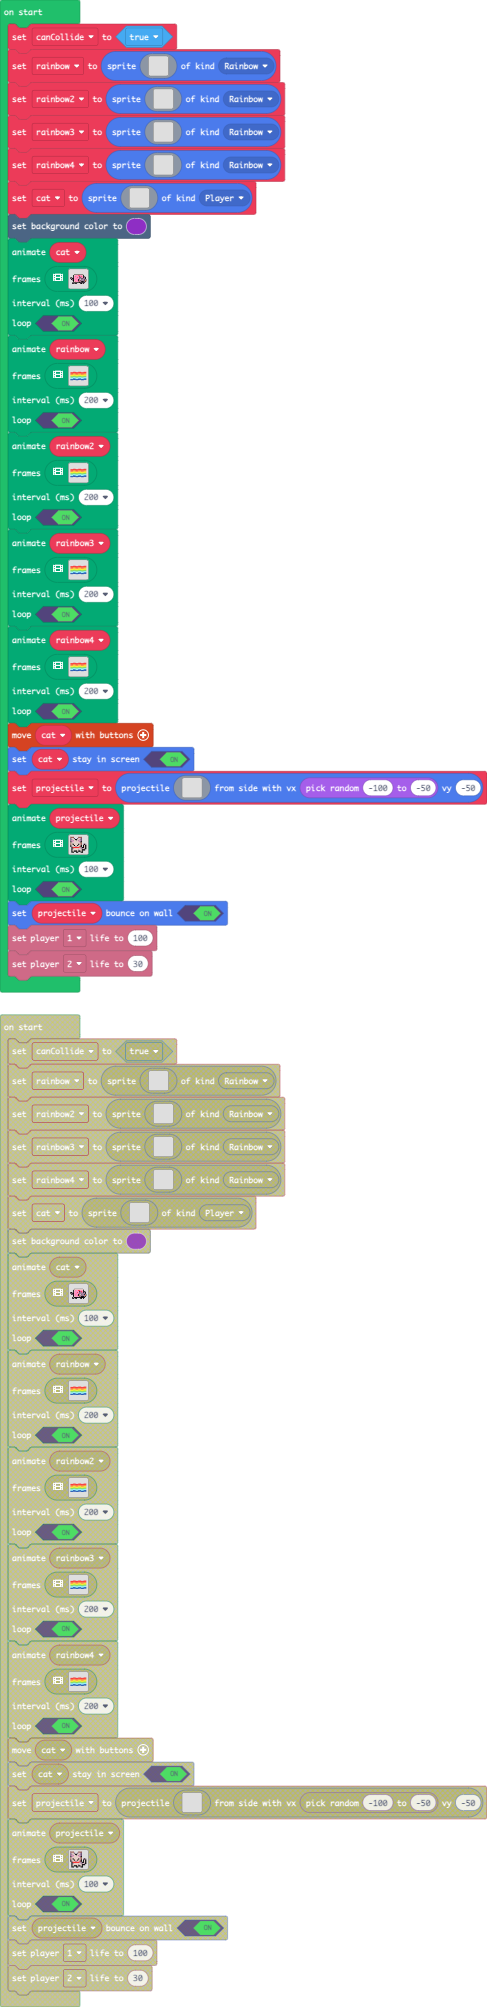 on start
set canCollide to true
set rainbow to sprite of kind Rainbow
set rainbow2 to sprite of kind Rainbow
set rainbow3 to sprite of kind Rainbow
set rainbow4 to sprite of kind Rainbow
set cat to sprite of kind Player
set background color to
animate cat
frames
interval (ms) 100
loop ON
animate rainbow
frames
interval (ms) 200
loop ON
animate rainbow2
frames
interval (ms) 200
loop ON
animate rainbow3
frames
interval (ms) 200
loop ON
animate rainbow4
frames
interval (ms) 200
loop ON
move cat with buttons
set cat stay in screen ON
set projectile to projectile from side with vx pick random -100 to -50 vy -50
animate projectile
frames
interval (ms) 100
loop ON
set projectile bounce on wall ON
set player 1 life to 100
set player 2 life to 30
on start
set canCollide to true
set rainbow to sprite of kind Rainbow
set rainbow2 to sprite of kind Rainbow
set rainbow3 to sprite of kind Rainbow
set rainbow4 to sprite of kind Rainbow
set cat to sprite of kind Player
set background color to
animate cat
frames
interval (ms) 100
loop ON
animate rainbow
frames
interval (ms) 200
loop ON
animate rainbow2
frames
interval (ms) 200
loop ON
animate rainbow3
frames
interval (ms) 200
loop ON
animate rainbow4
frames
interval (ms) 200
loop ON
move cat with buttons
set cat stay in screen ON
set projectile to projectile from side with vx pick random -100 to -50 vy -50
animate projectile
frames
interval (ms) 100
loop ON
set projectile bounce on wall ON
set player 1 life to 100
set player 2 life to 30